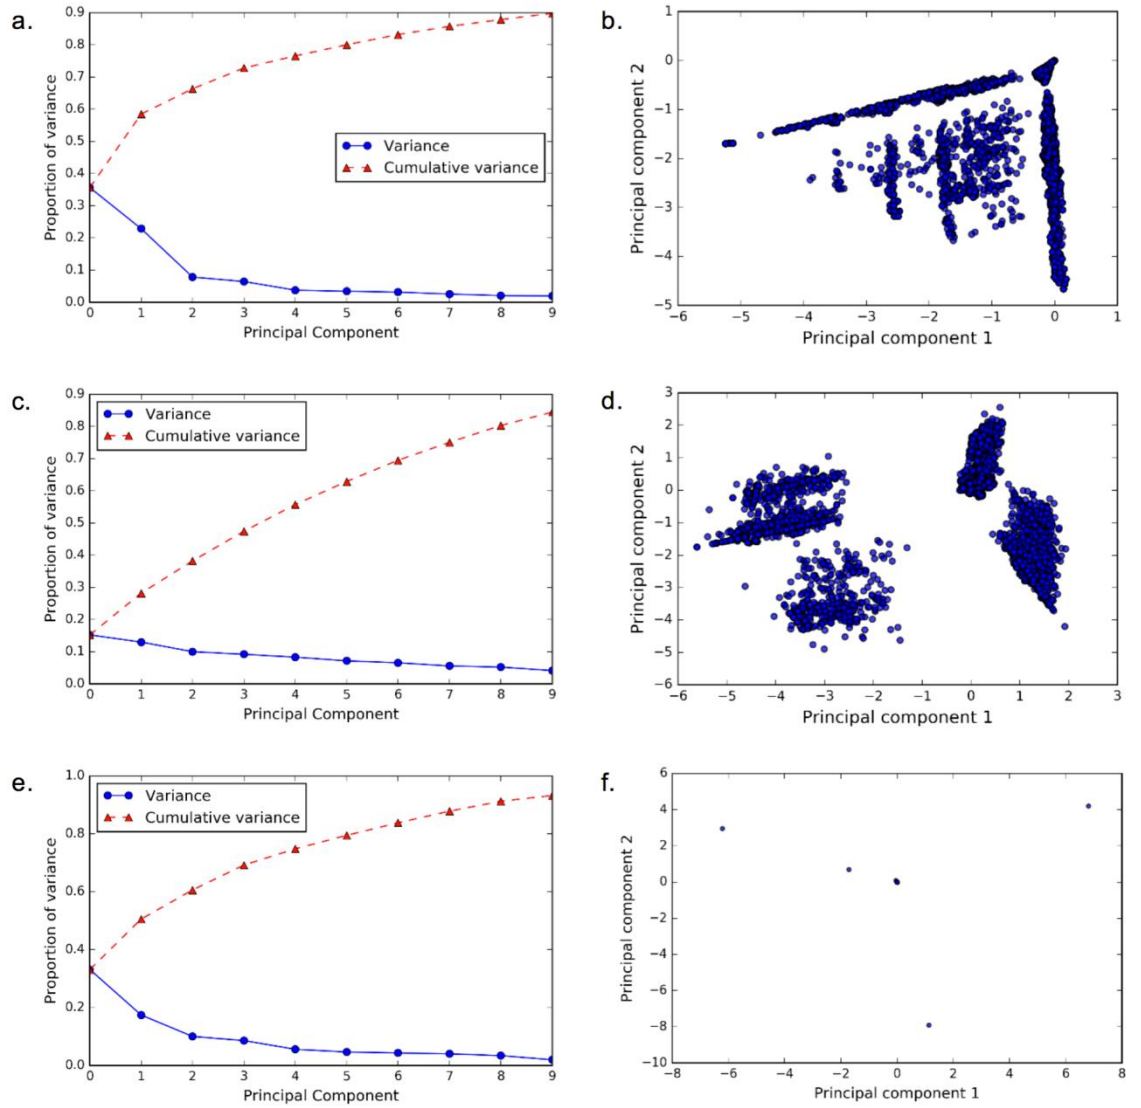 a.
0.9
0.8
0.7
0.6
0.5
0.4
0.3
0.2
0.1
0.0
Proportion of variance
Variance
Cumulative variance
0 1 2 3 4 5 6 7 8 9
Principal Component
b.
1
0
−1
−2
−3
−4
−5
Principal component 2
−6 −5 −4 −3 −2 −1 0 1
Principal component 1
c.
0.9
0.8
0.7
0.6
0.5
0.4
0.3
0.2
0.1
0.0
Proportion of variance
Variance
Cumulative variance
0 1 2 3 4 5 6 7 8 9
Principal Component
d.
3
2
1
0
−1
−2
−3
−4
−5
−6
Principal component 2
−6 −5 −4 −3 −2 −1 0 1 2 3
Principal component 1
e.
1.0
0.8
0.6
0.4
0.2
0.0
Proportion of variance
Variance
Cumulative variance
0 1 2 3 4 5 6 7 8 9
Principal Component
f.
6
4
2
0
−2
−4
−6
−8
−10
Principal component 2
−8 −6 −4 −2 0 2 4 6 8
Principal component 1